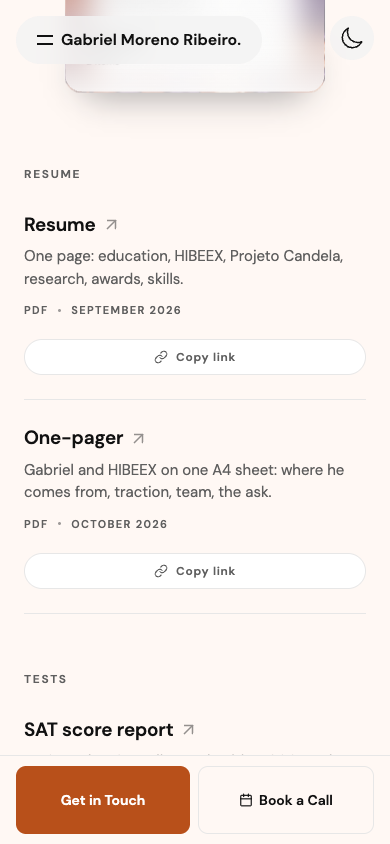 Gabriel Moreno Ribeiro.
RESUME
Resume
One page: education, HIBEEX, Projeto Candela,
research, awards, skills.
PDF • SEPTEMBER 2026
Copy link
One-pager
Gabriel and HIBEEX on one A4 sheet: where he
comes from, traction, team, the ask.
PDF • OCTOBER 2026
Copy link
TESTS
SAT score report
Get in Touch
Book a Call